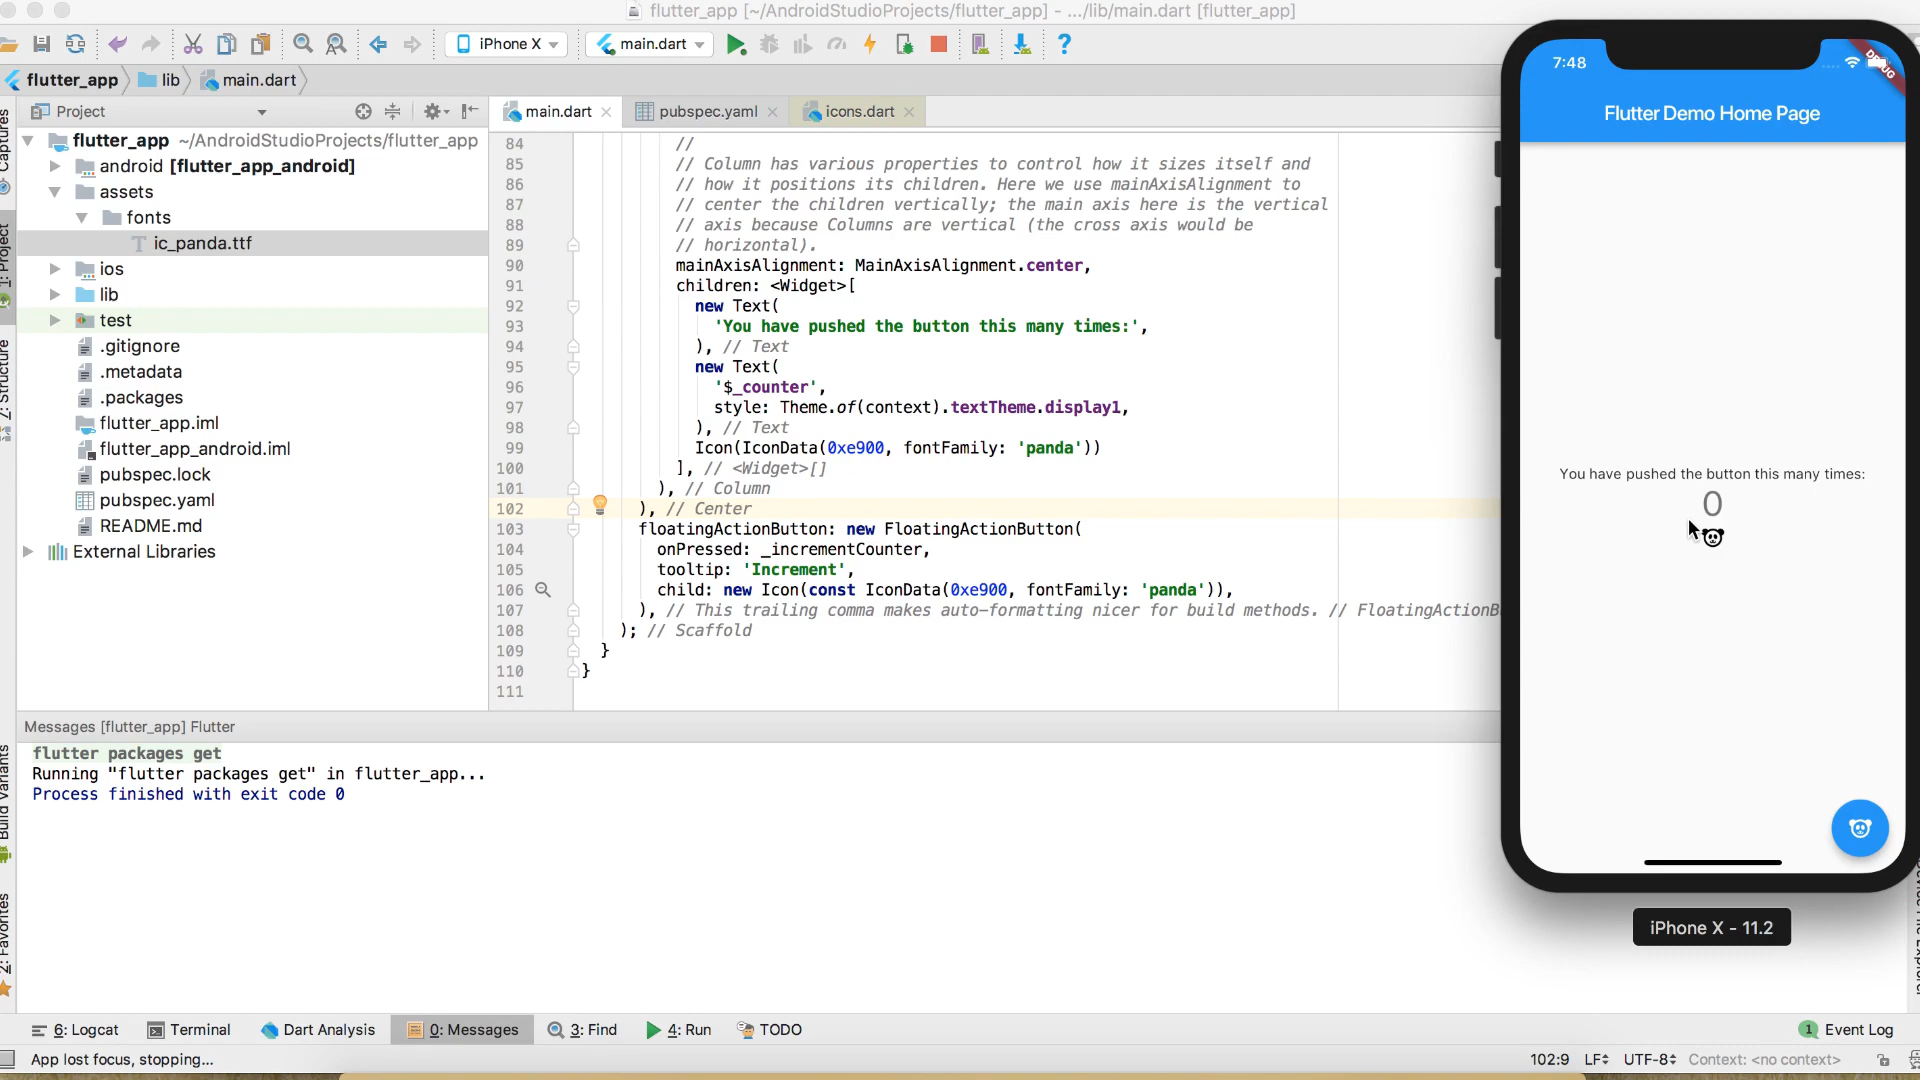 flutter_app [~/AndroidStudioProjects/flutter_app] - .../lib/main.dart [flutter_app]
iPhone X
main.dart
flutter_app
lib
main.dart
Captures
1: Project
7: Structure
Build Variants
2: Favorites
Project
flutter_app ~/AndroidStudioProjects/flutter_app
android [flutter_app_android]
assets
fonts
ic_panda.ttf
ios
lib
test
.gitignore
.metadata
.packages
flutter_app.iml
flutter_app_android.iml
pubspec.lock
pubspec.yaml
README.md
External Libraries
main.dart
pubspec.yaml
icons.dart
84 //
85 // Column has various properties to control how it sizes itself and
86 // how it positions its children. Here we use mainAxisAlignment to
87 // center the children vertically; the main axis here is the vertical
88 // axis because Columns are vertical (the cross axis would be
89 // horizontal).
90 mainAxisAlignment: MainAxisAlignment.center,
91 children: <Widget>[
92 new Text(
93 'You have pushed the button this many times:',
94 ), // Text
95 new Text(
96 '$_counter',
97 style: Theme.of(context).textTheme.display1,
98 ), // Text
99 Icon(IconData(0xe900, fontFamily: 'panda'))
100 ], // <Widget>[]
101 ), // Column
102 ), // Center
103 floatingActionButton: new FloatingActionButton(
104 onPressed: _incrementCounter,
105 tooltip: 'Increment',
106 child: new Icon(const IconData(0xe900, fontFamily: 'panda')),
107 ), // This trailing comma makes auto-formatting nicer for build methods. // FloatingActionB
108 ); // Scaffold
109 }
110 }
111
7:48
DEBUG
Flutter Demo Home Page
You have pushed the button this many times:
0
iPhone X - 11.2
Messages [flutter_app] Flutter
flutter packages get
Running "flutter packages get" in flutter_app...
Process finished with exit code 0
6: Logcat
Terminal
Dart Analysis
0: Messages
3: Find
4: Run
TODO
1 Event Log
App lost focus, stopping...
102:9
LF
UTF-8
Context: <no context>